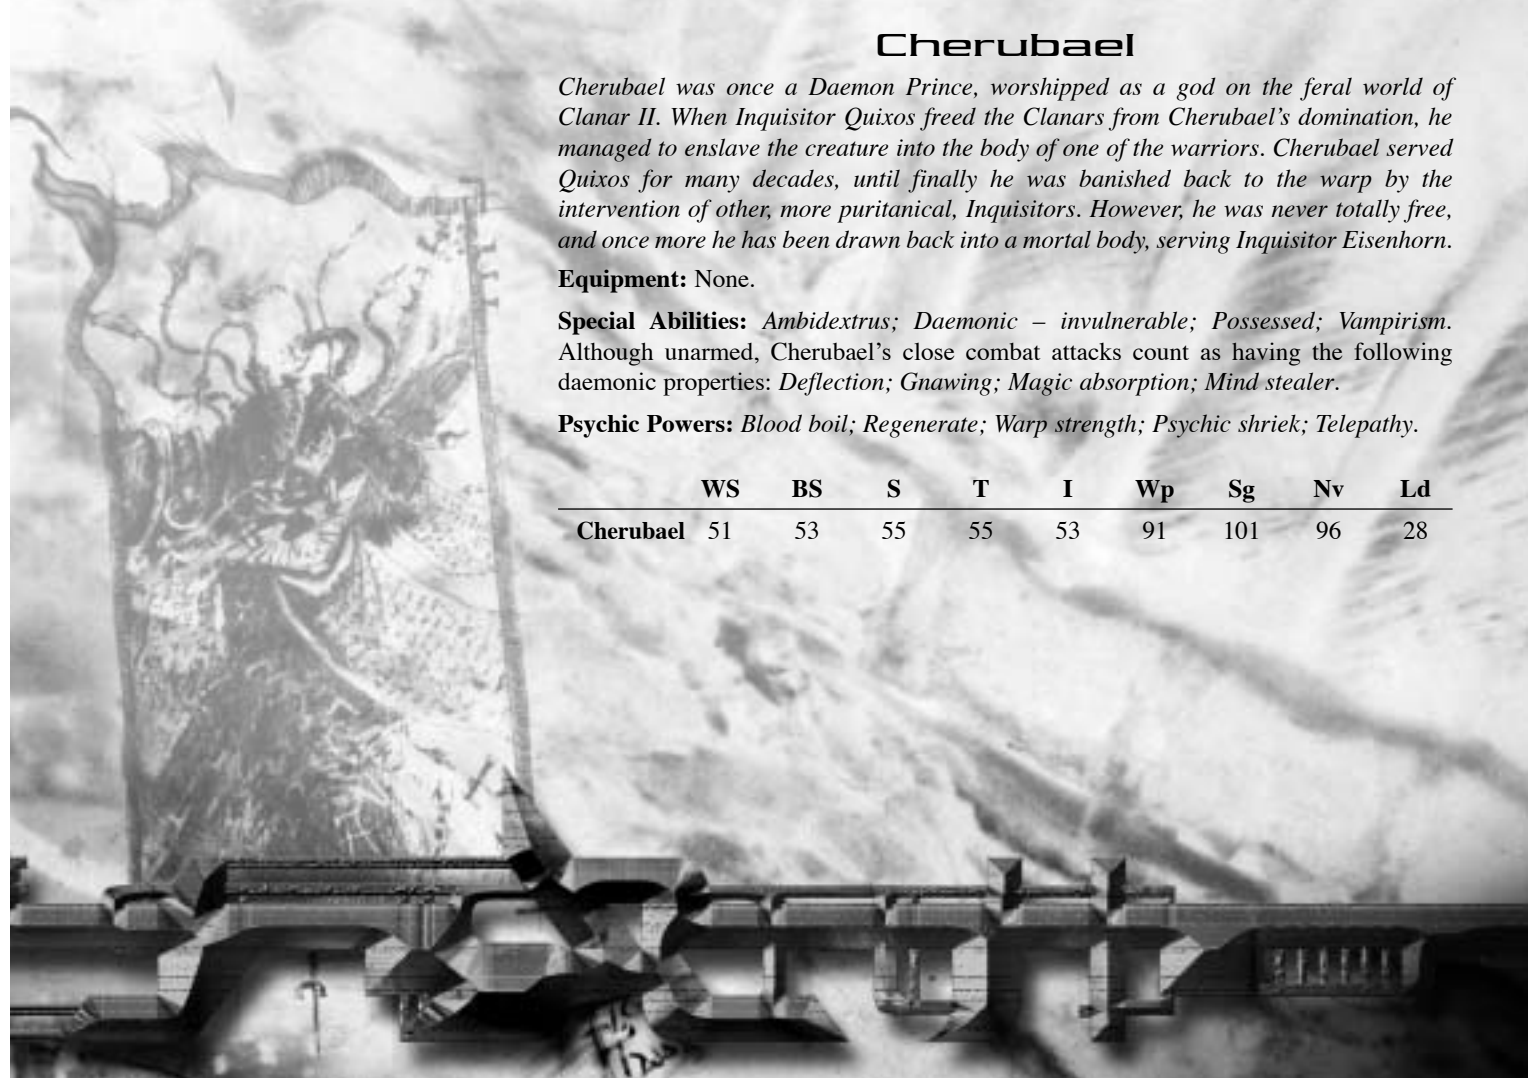 Cherubael
Cherubael was once a Daemon Prince, worshipped as a god on the feral world of
Clanar II. When Inquisitor Quixos freed the Clanars from Cherubael’s domination, he
managed to enslave the creature into the body of one of the warriors. Cherubael served
Quixos for many decades, until finally he was banished back to the warp by the
intervention of other, more puritanical, Inquisitors. However, he was never totally free,
and once more he has been drawn back into a mortal body, serving Inquisitor Eisenhorn.
Equipment: None.
Special Abilities: Ambidextrus; Daemonic – invulnerable; Possessed; Vampirism.
Although unarmed, Cherubael’s close combat attacks count as having the following
daemonic properties: Deflection; Gnawing; Magic absorption; Mind stealer.
Psychic Powers: Blood boil; Regenerate; Warp strength; Psychic shriek; Telepathy.
WS BS S T I Wp Sg Nv Ld
Cherubael 51 53 55 55 53 91 101 96 28